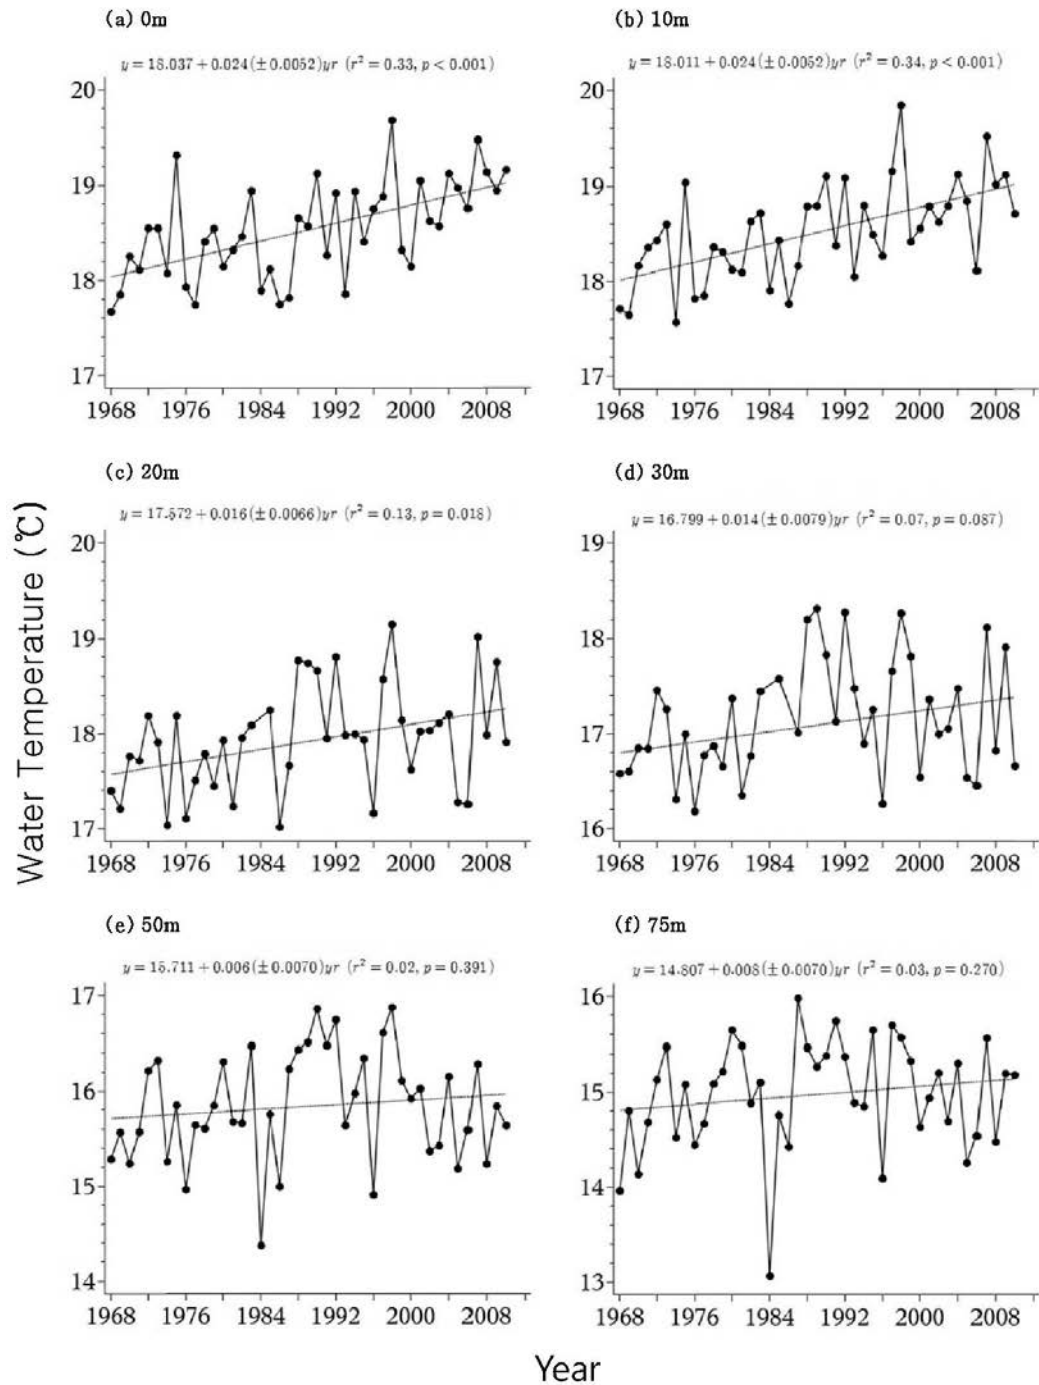 (a) 0m
y = 18.037 + 0.024(± 0.0052)yr (r² = 0.33, p < 0.001)
20
19
18
17
1968 1976 1984 1992 2000 2008
(b) 10m
y = 18.011 + 0.024(± 0.0052)yr (r² = 0.34, p < 0.001)
20
19
18
17
1968 1976 1984 1992 2000 2008
Water Temperature (℃)
(c) 20m
y = 17.572 + 0.016(± 0.0066)yr (r² = 0.13, p = 0.018)
20
19
18
17
1968 1976 1984 1992 2000 2008
(d) 30m
y = 16.799 + 0.014(± 0.0079)yr (r² = 0.07, p = 0.087)
19
18
17
16
1968 1976 1984 1992 2000 2008
(e) 50m
y = 15.711 + 0.006(± 0.0070)yr (r² = 0.02, p = 0.391)
17
16
15
14
1968 1976 1984 1992 2000 2008
(f) 75m
y = 14.807 + 0.008(± 0.0070)yr (r² = 0.03, p = 0.270)
16
15
14
13
1968 1976 1984 1992 2000 2008
Year